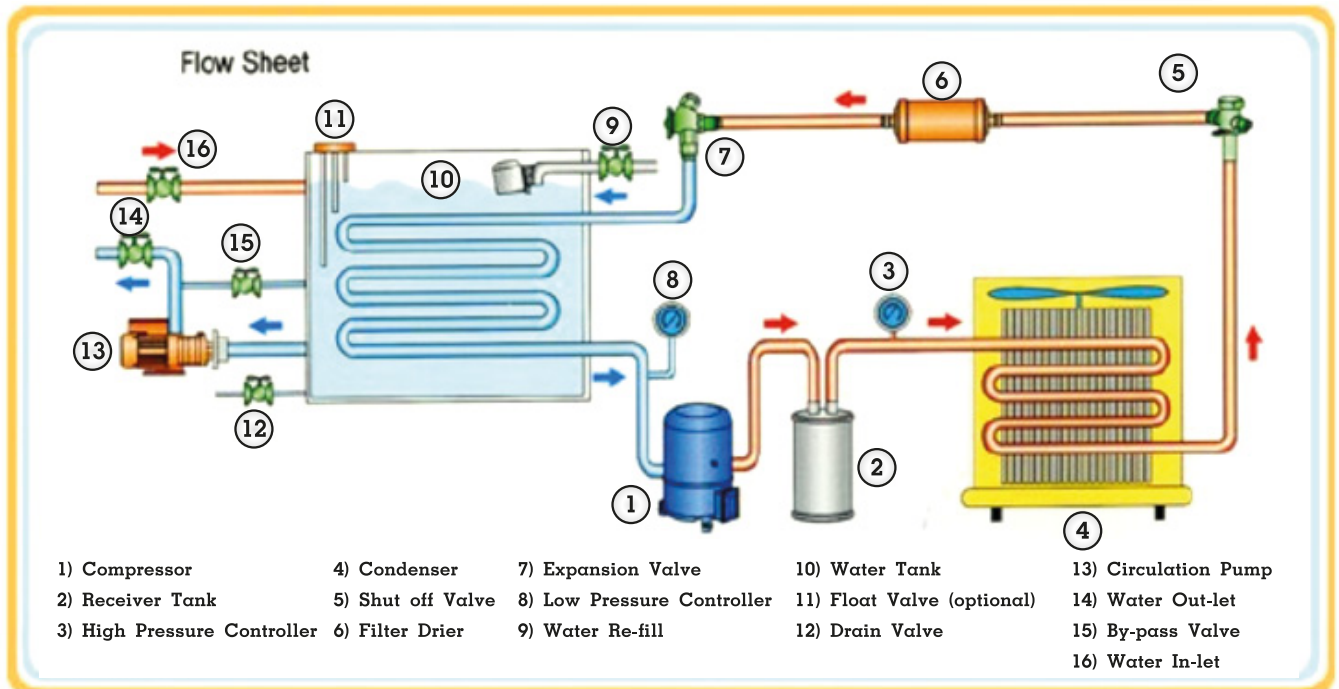 Flow Sheet
11
6
5
9
16
7
10
14
15
8
3
13
12
2
1
4
1) Compressor
2) Receiver Tank
3) High Pressure Controller
4) Condenser
5) Shut off Valve
6) Filter Drier
7) Expansion Valve
8) Low Pressure Controller
9) Water Re-fill
10) Water Tank
11) Float Valve (optional)
12) Drain Valve
13) Circulation Pump
14) Water Out-let
15) By-pass Valve
16) Water In-let